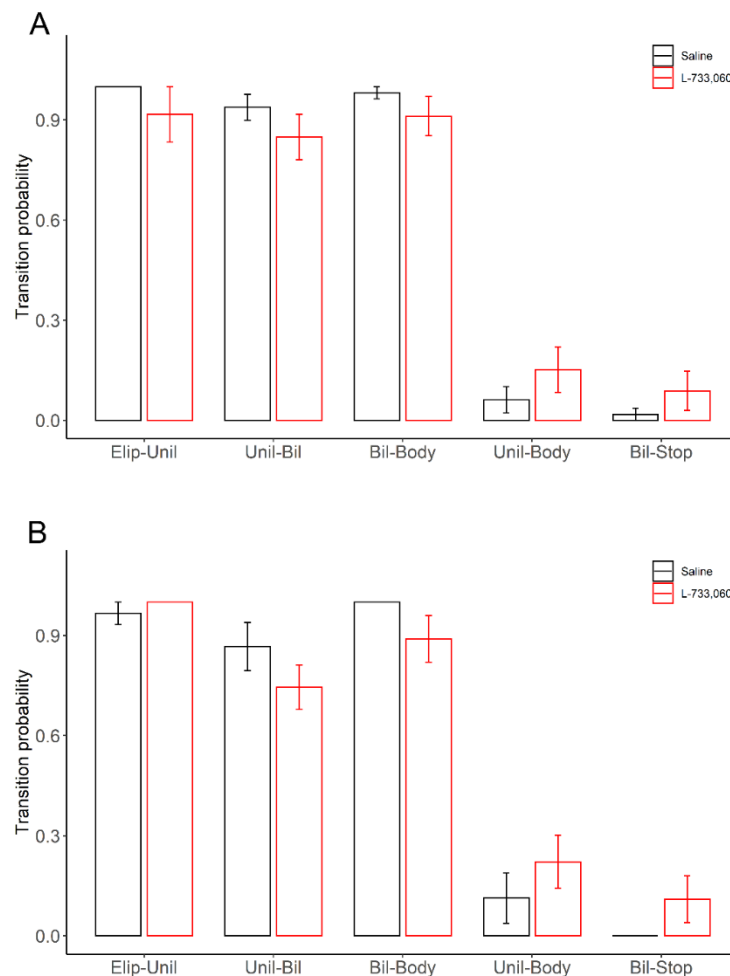 A
Saline
L-733,060
Transition probability
0.9
0.6
0.3
0.0
Elip-Unil Unil-Bil Bil-Body Unil-Body Bil-Stop
B
Saline
L-733,060
Transition probability
0.9
0.6
0.3
0.0
Elip-Unil Unil-Bil Bil-Body Unil-Body Bil-Stop